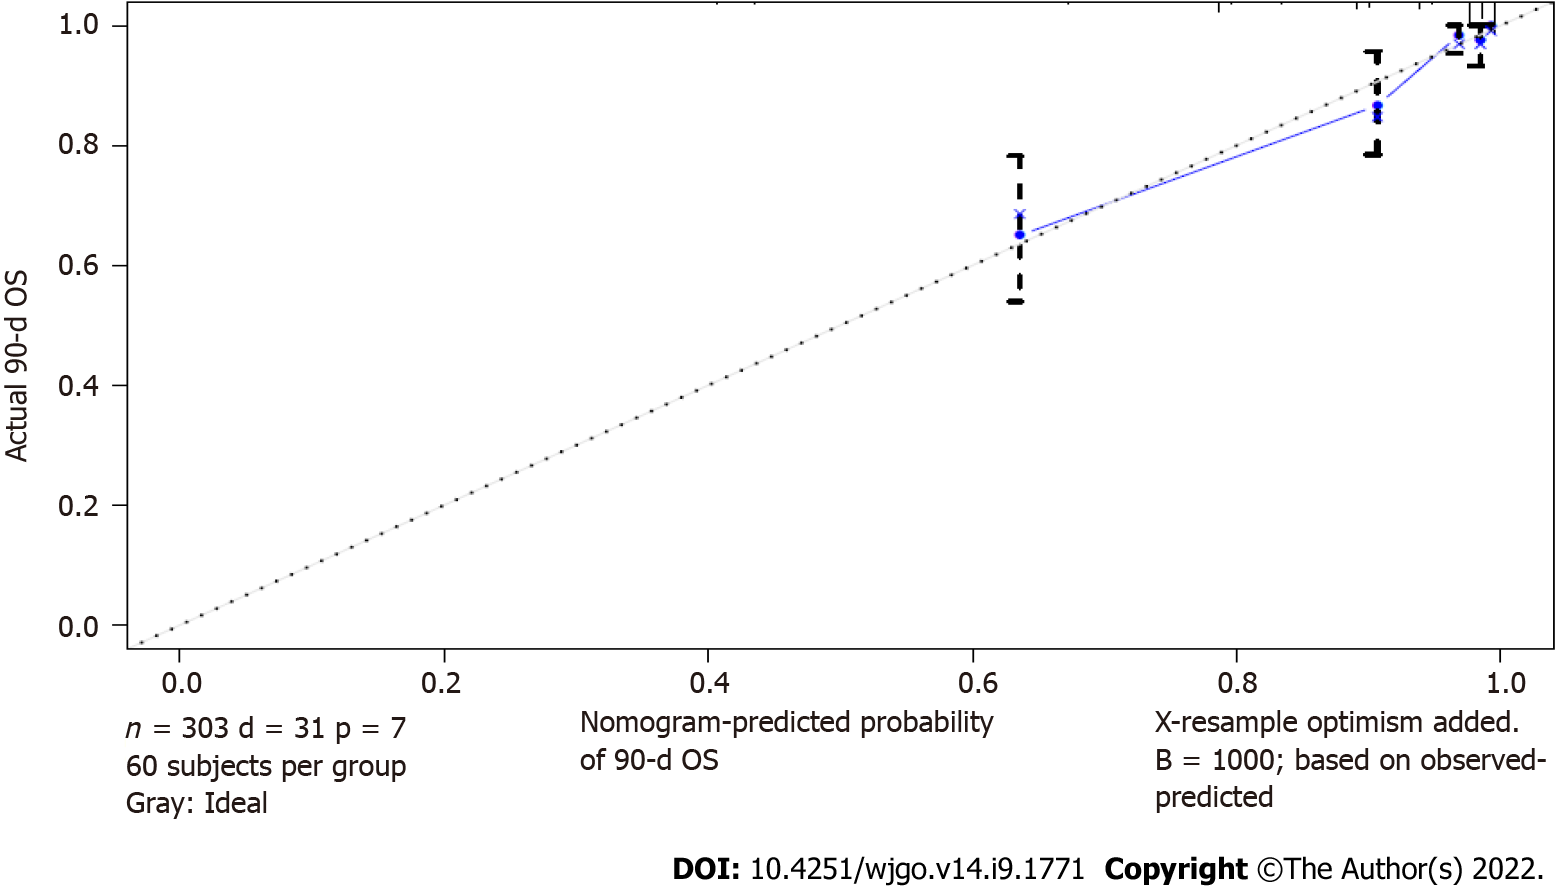 1.0
0.8
0.6
0.4
0.2
0.0
Actual 90-d OS
0.0 0.2 0.4 0.6 0.8 1.0
n = 303 d = 31 p = 7
60 subjects per group
Gray: Ideal
Nomogram-predicted probability
of 90-d OS
X-resample optimism added.
B = 1000; based on observed-
predicted
DOI: 10.4251/wjgo.v14.i9.1771 Copyright ©The Author(s) 2022.